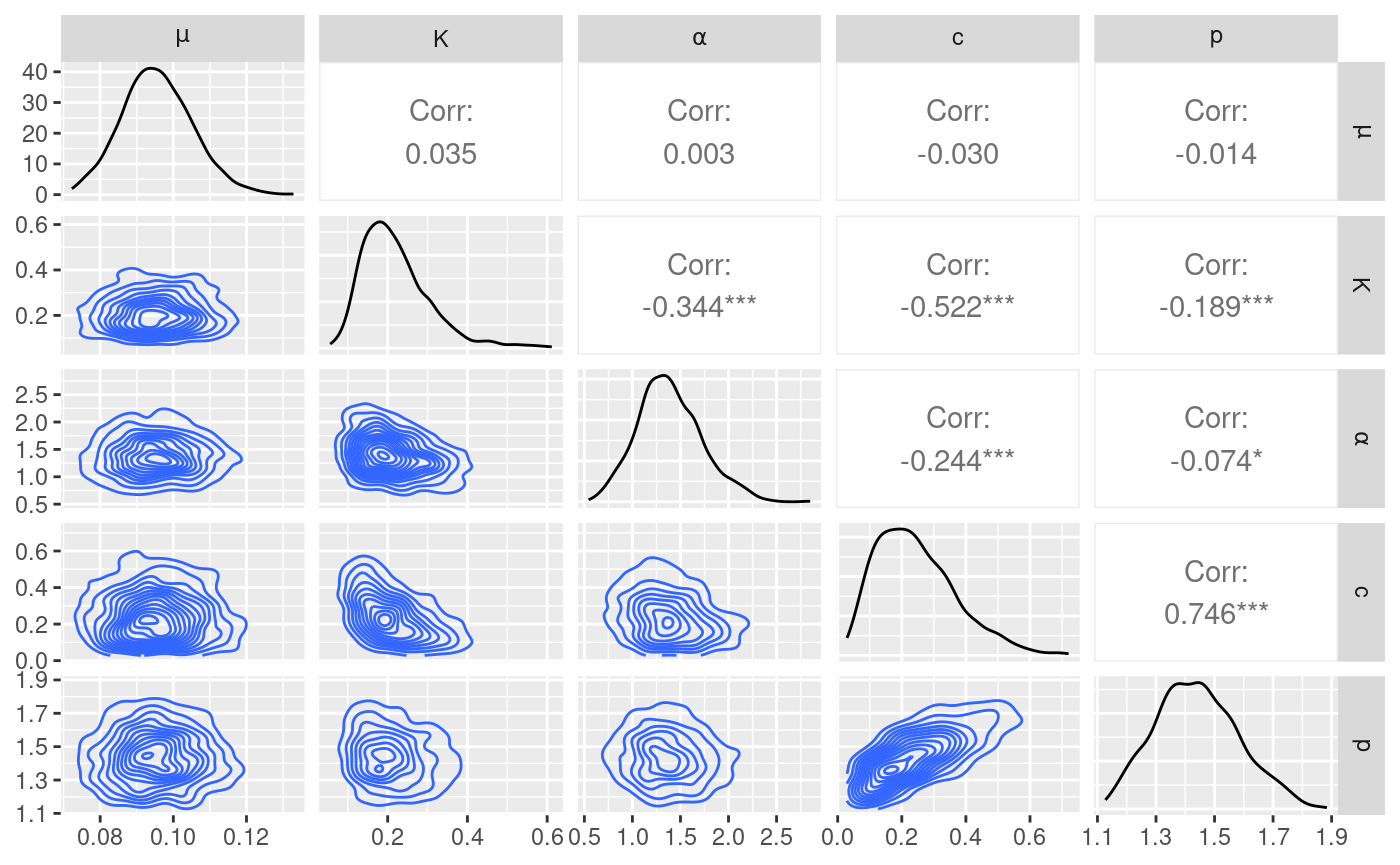 μ K α c p
40
30
20
10
0
Corr:
0.035
Corr:
0.003
Corr:
-0.030
Corr:
-0.014
μ
0.6
0.4
0.2
Corr:
-0.344***
Corr:
-0.522***
Corr:
-0.189***
K
2.5
2.0
1.5
1.0
0.5
Corr:
-0.244***
Corr:
-0.074*
α
0.6
0.4
0.2
0.0
Corr:
0.746***
c
1.9
1.7
1.5
1.3
1.1
p
0.08 0.10 0.12 0.2 0.4 0.6 0.5 1.0 1.5 2.0 2.5 0.0 0.2 0.4 0.6 1.1 1.3 1.5 1.7 1.9